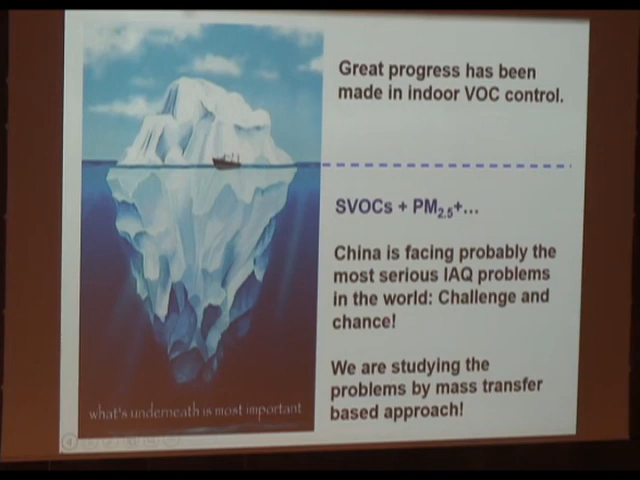 Great progress has been
made in indoor VOC control.
SVOCs + PM2.5+...
China is facing probably the
most serious IAQ problems
in the world: Challenge and
chance!
We are studying the
problems by mass transfer
based approach!
what's underneath is most important